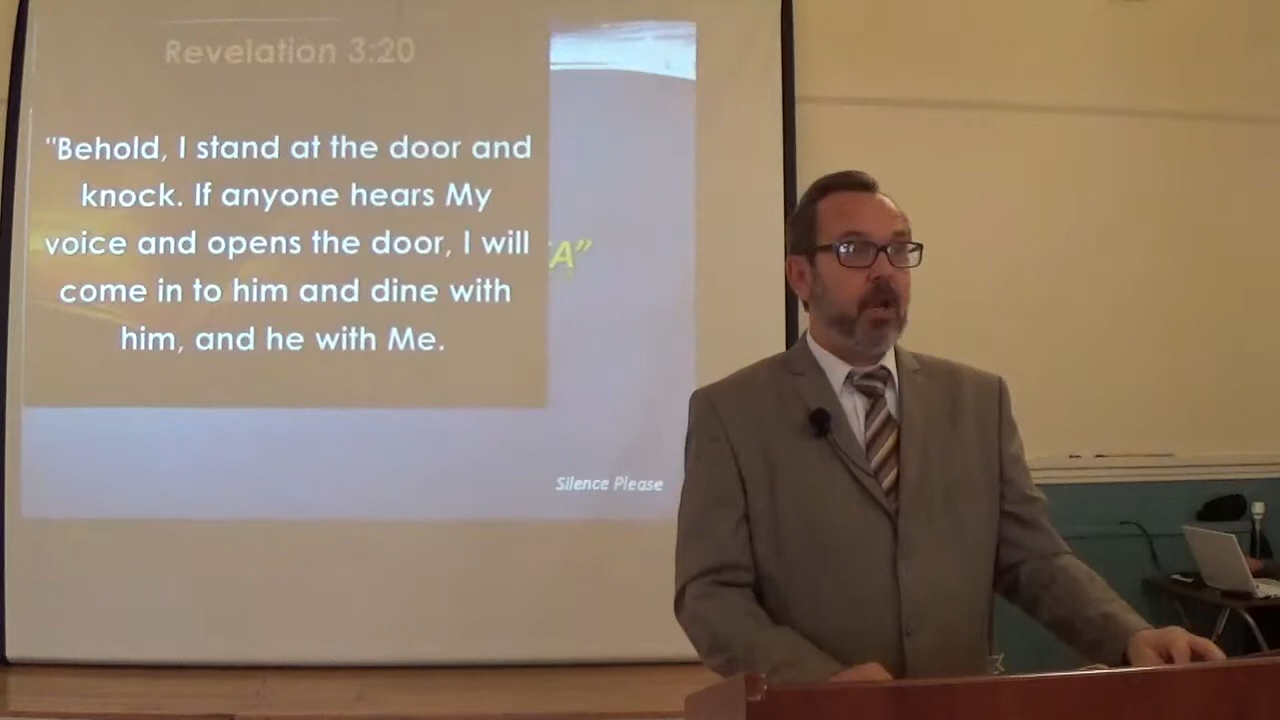 Revelation 3:20
"Behold, I stand at the door and
knock. If anyone hears My
voice and opens the door, I will
come in to him and dine with
him, and he with Me.
A”
Silence Please